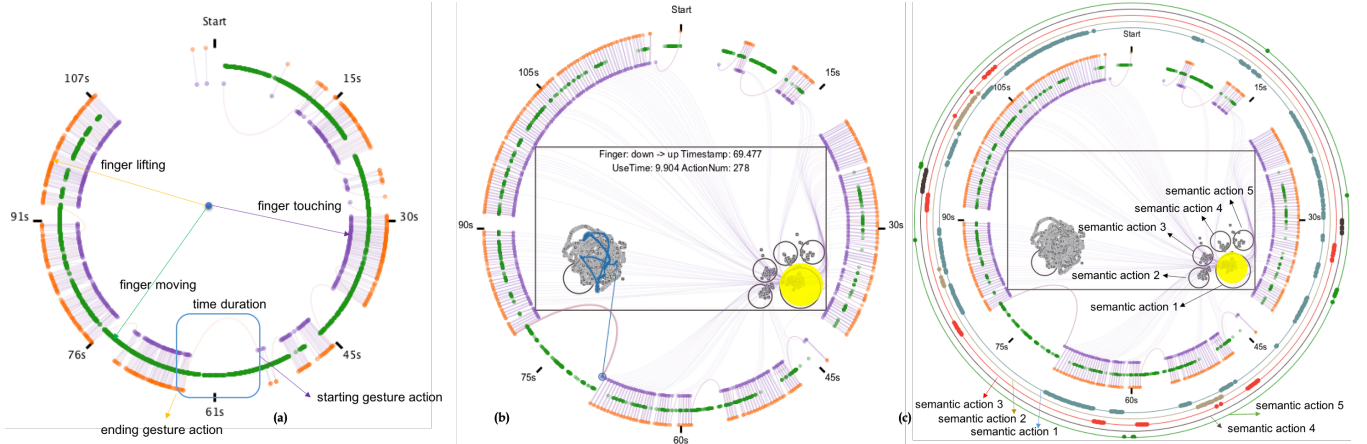 Start
15s
30s
45s
61s
76s
91s
107s
finger lifting
finger touching
finger moving
time duration
starting gesture action
ending gesture action
(a)
Start
15s
30s
45s
60s
75s
90s
105s
Finger: down -> up Timestamp: 69.477
UseTime: 9.904 ActionNum: 278
(b)
Start
15s
30s
45s
60s
75s
90s
105s
semantic action 5
semantic action 4
semantic action 3
semantic action 2
semantic action 1
semantic action 3
semantic action 2
semantic action 1
semantic action 5
semantic action 4
(c)